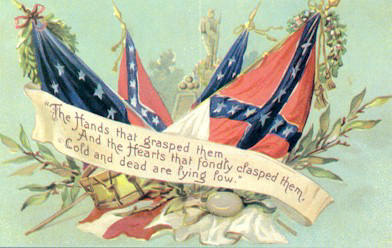 "The Hands that grasped them,
And the Hearts that fondly clasped them,
Cold and dead are lying low."